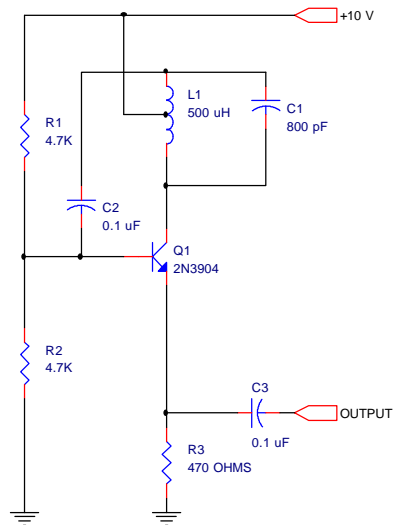 +10 V
L1
500 uH
C1
800 pF
R1
4.7K
C2
0.1 uF
Q1
2N3904
R2
4.7K
C3
0.1 uF
OUTPUT
R3
470 OHMS